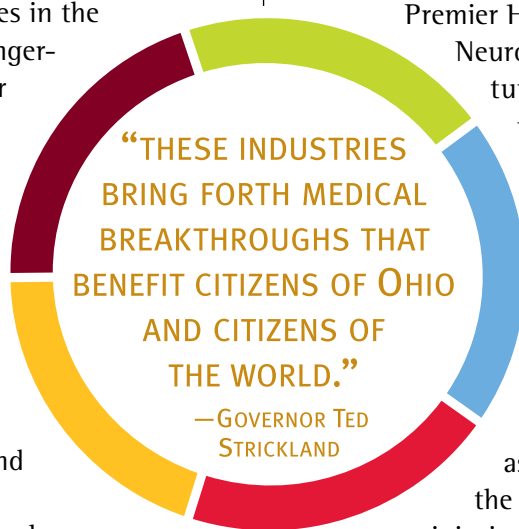 es in the
Premier H
nger-
Neuro
r
tu
“THESE INDUSTRIES
BRING FORTH MEDICAL
BREAKTHROUGHS THAT
BENEFIT CITIZENS OF OHIO
AND CITIZENS OF
THE WORLD.”
—GOVERNOR TED
STRICKLAND
nd
as
the